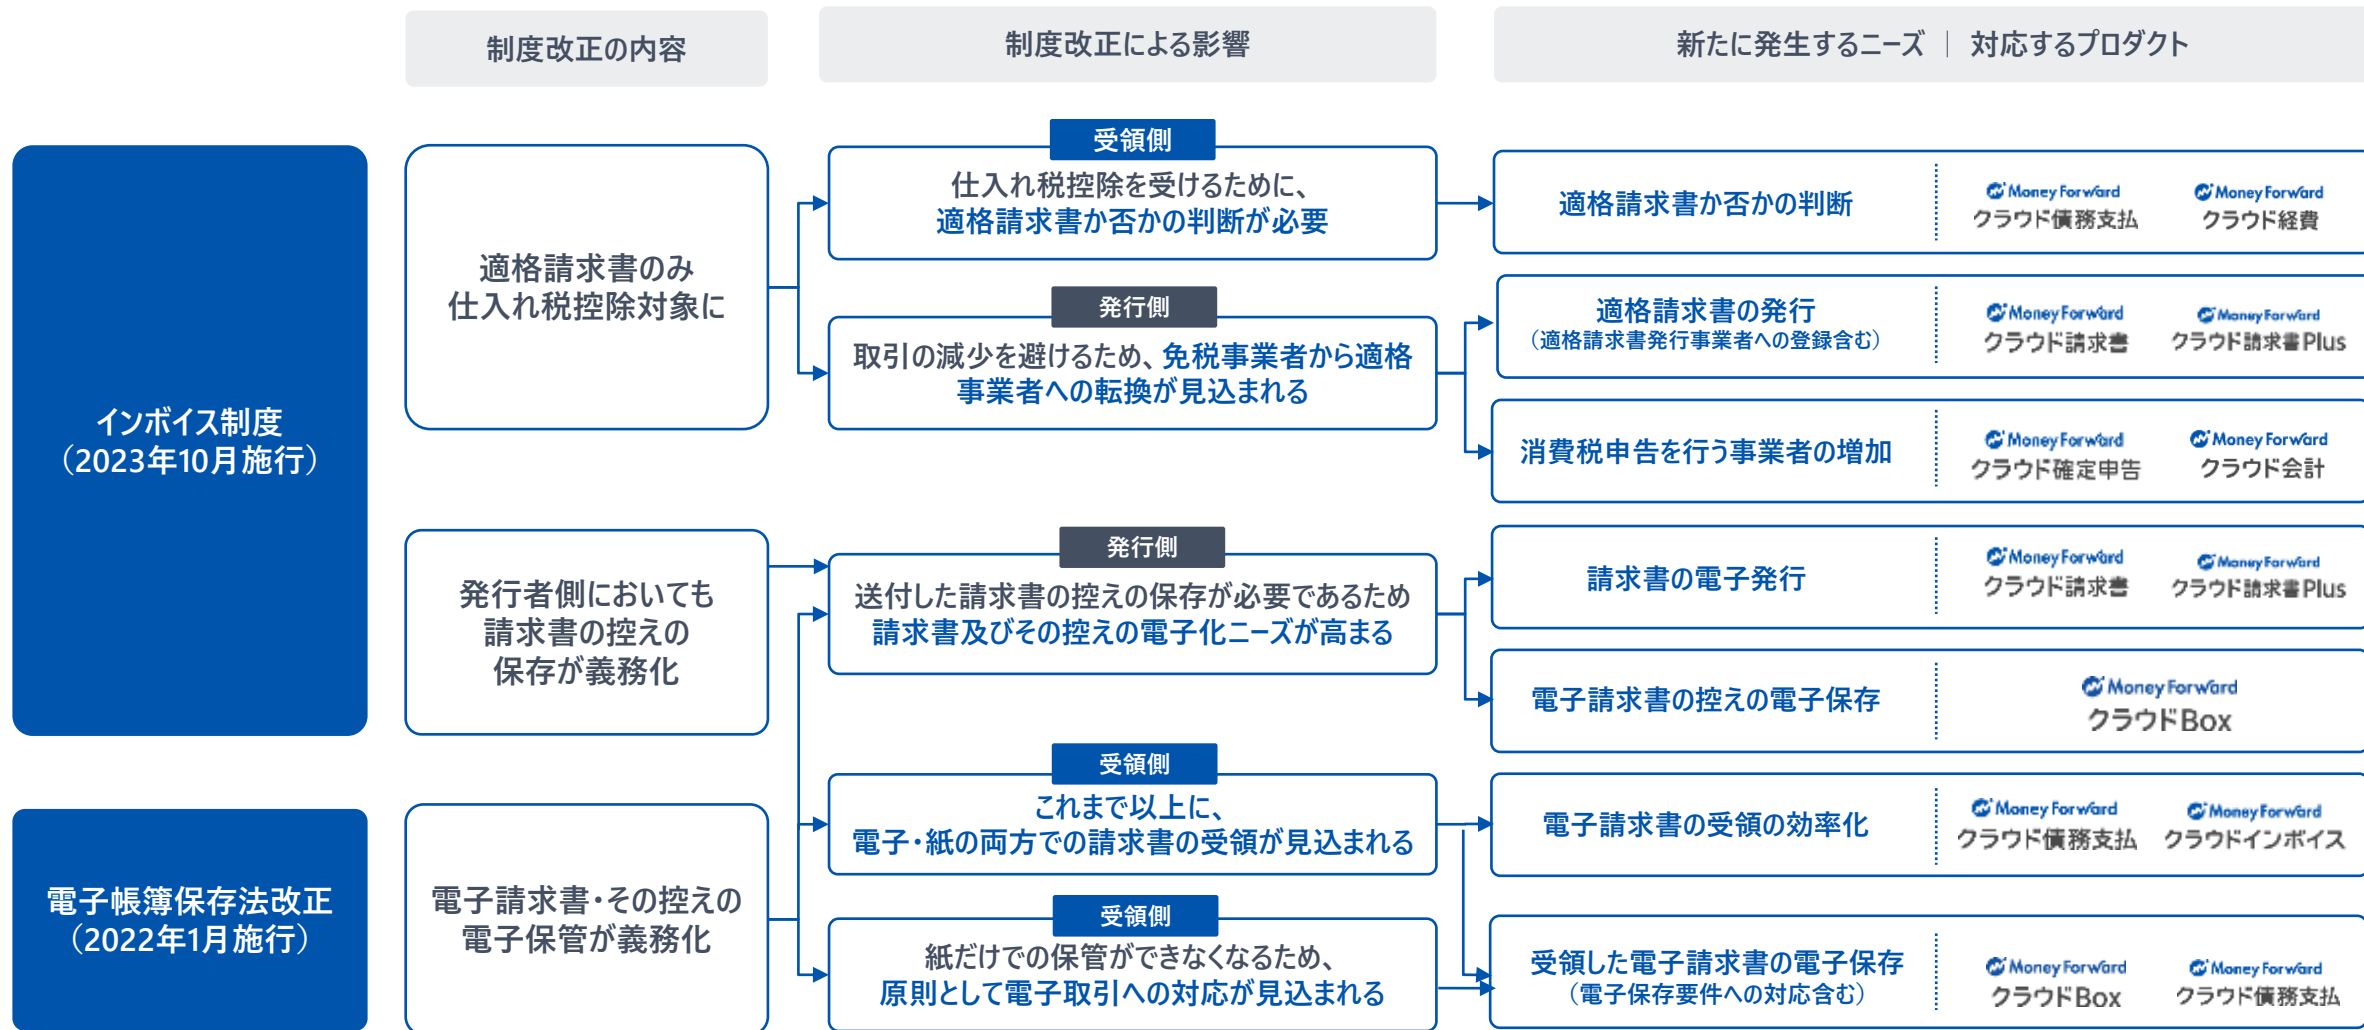 制度改正の内容
制度改正による影響
新たに発生するニーズ | 対応するプロダクト
インボイス制度
（2023年10月施行）
適格請求書のみ
仕入れ税控除対象に
受領側
仕入れ税控除を受けるために、
適格請求書か否かの判断が必要
適格請求書か否かの判断
Money Forward
クラウド債務支払
Money Forward
クラウド経費
発行側
取引の減少を避けるため、免税事業者から適格
事業者への転換が見込まれる
適格請求書の発行
（適格請求書発行事業者への登録含む）
Money Forward
クラウド請求書
Money Forward
クラウド請求書Plus
消費税申告を行う事業者の増加
Money Forward
クラウド確定申告
Money Forward
クラウド会計
発行者側においても
請求書の控えの
保存が義務化
発行側
送付した請求書の控えの保存が必要であるため
請求書及びその控えの電子化ニーズが高まる
請求書の電子発行
Money Forward
クラウド請求書
Money Forward
クラウド請求書Plus
電子請求書の控えの電子保存
Money Forward
クラウドBox
電子帳簿保存法改正
（2022年1月施行）
電子請求書・その控えの
電子保管が義務化
受領側
これまで以上に、
電子・紙の両方での請求書の受領が見込まれる
電子請求書の受領の効率化
Money Forward
クラウド債務支払
Money Forward
クラウドインボイス
受領側
紙だけでの保管ができなくなるため、
原則として電子取引への対応が見込まれる
受領した電子請求書の電子保存
（電子保存要件への対応含む）
Money Forward
クラウドBox
Money Forward
クラウド債務支払